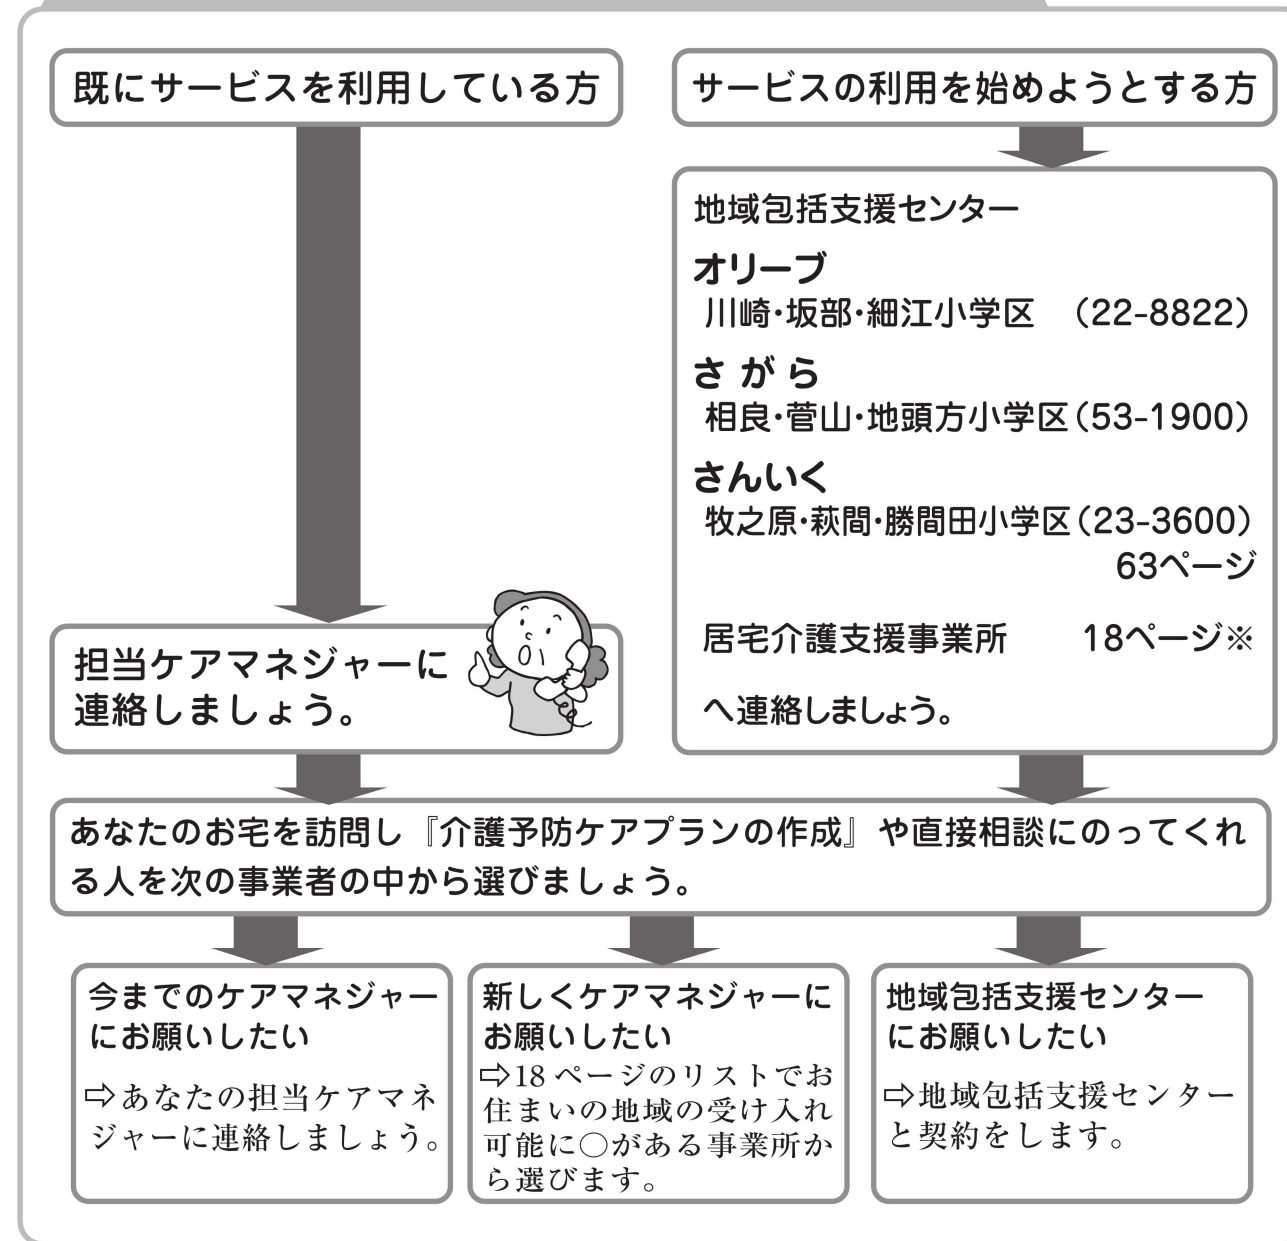 既にサービスを利用している方
サービスの利用を始めようとする方
地域包括支援センター
オリーブ
川崎・坂部・細江小学区 （22-8822）
さがら
相良・菅山・地頭方小学区（53-1900）
さんいく
牧之原・萩間・勝間田小学区（23-3600）
63ページ
居宅介護支援事業所 18ページ※
へ連絡しましょう。
担当ケアマネジャーに
連絡しましょう。
あなたのお宅を訪問し『介護予防ケアプランの作成』や直接相談にのってくれ
る人を次の事業者の中から選びましょう。
今までのケアマネジャー
にお願いしたい
⇨あなたの担当ケアマネ
ジャーに連絡しましょう。
新しくケアマネジャーに
お願いしたい
⇨18ページのリストでお
住まいの地域の受け入れ
可能に〇がある事業所か
ら選びます。
地域包括支援センター
にお願いしたい
⇨地域包括支援センター
と契約をします。